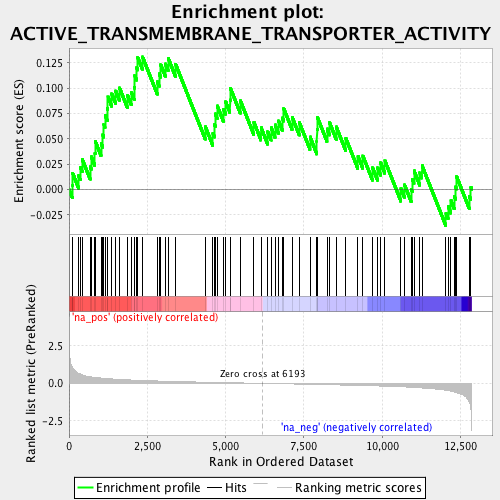 Enrichment plot:
ACTIVE_TRANSMEMBRANE_TRANSPORTER_ACTIVITY
Enrichment score (ES)
0.125
0.100
0.075
0.050
0.025
0.000
-0.025
'na_pos' (positively correlated)
Ranked list metric (PreRanked)
2.5
0.0
-2.5
Zero cross at 6193
'na_neg' (negatively correlated)
0
2,500
5,000
7,500
10,000
12,500
Rank in Ordered Dataset
Enrichment profile
Hits
Ranking metric scores